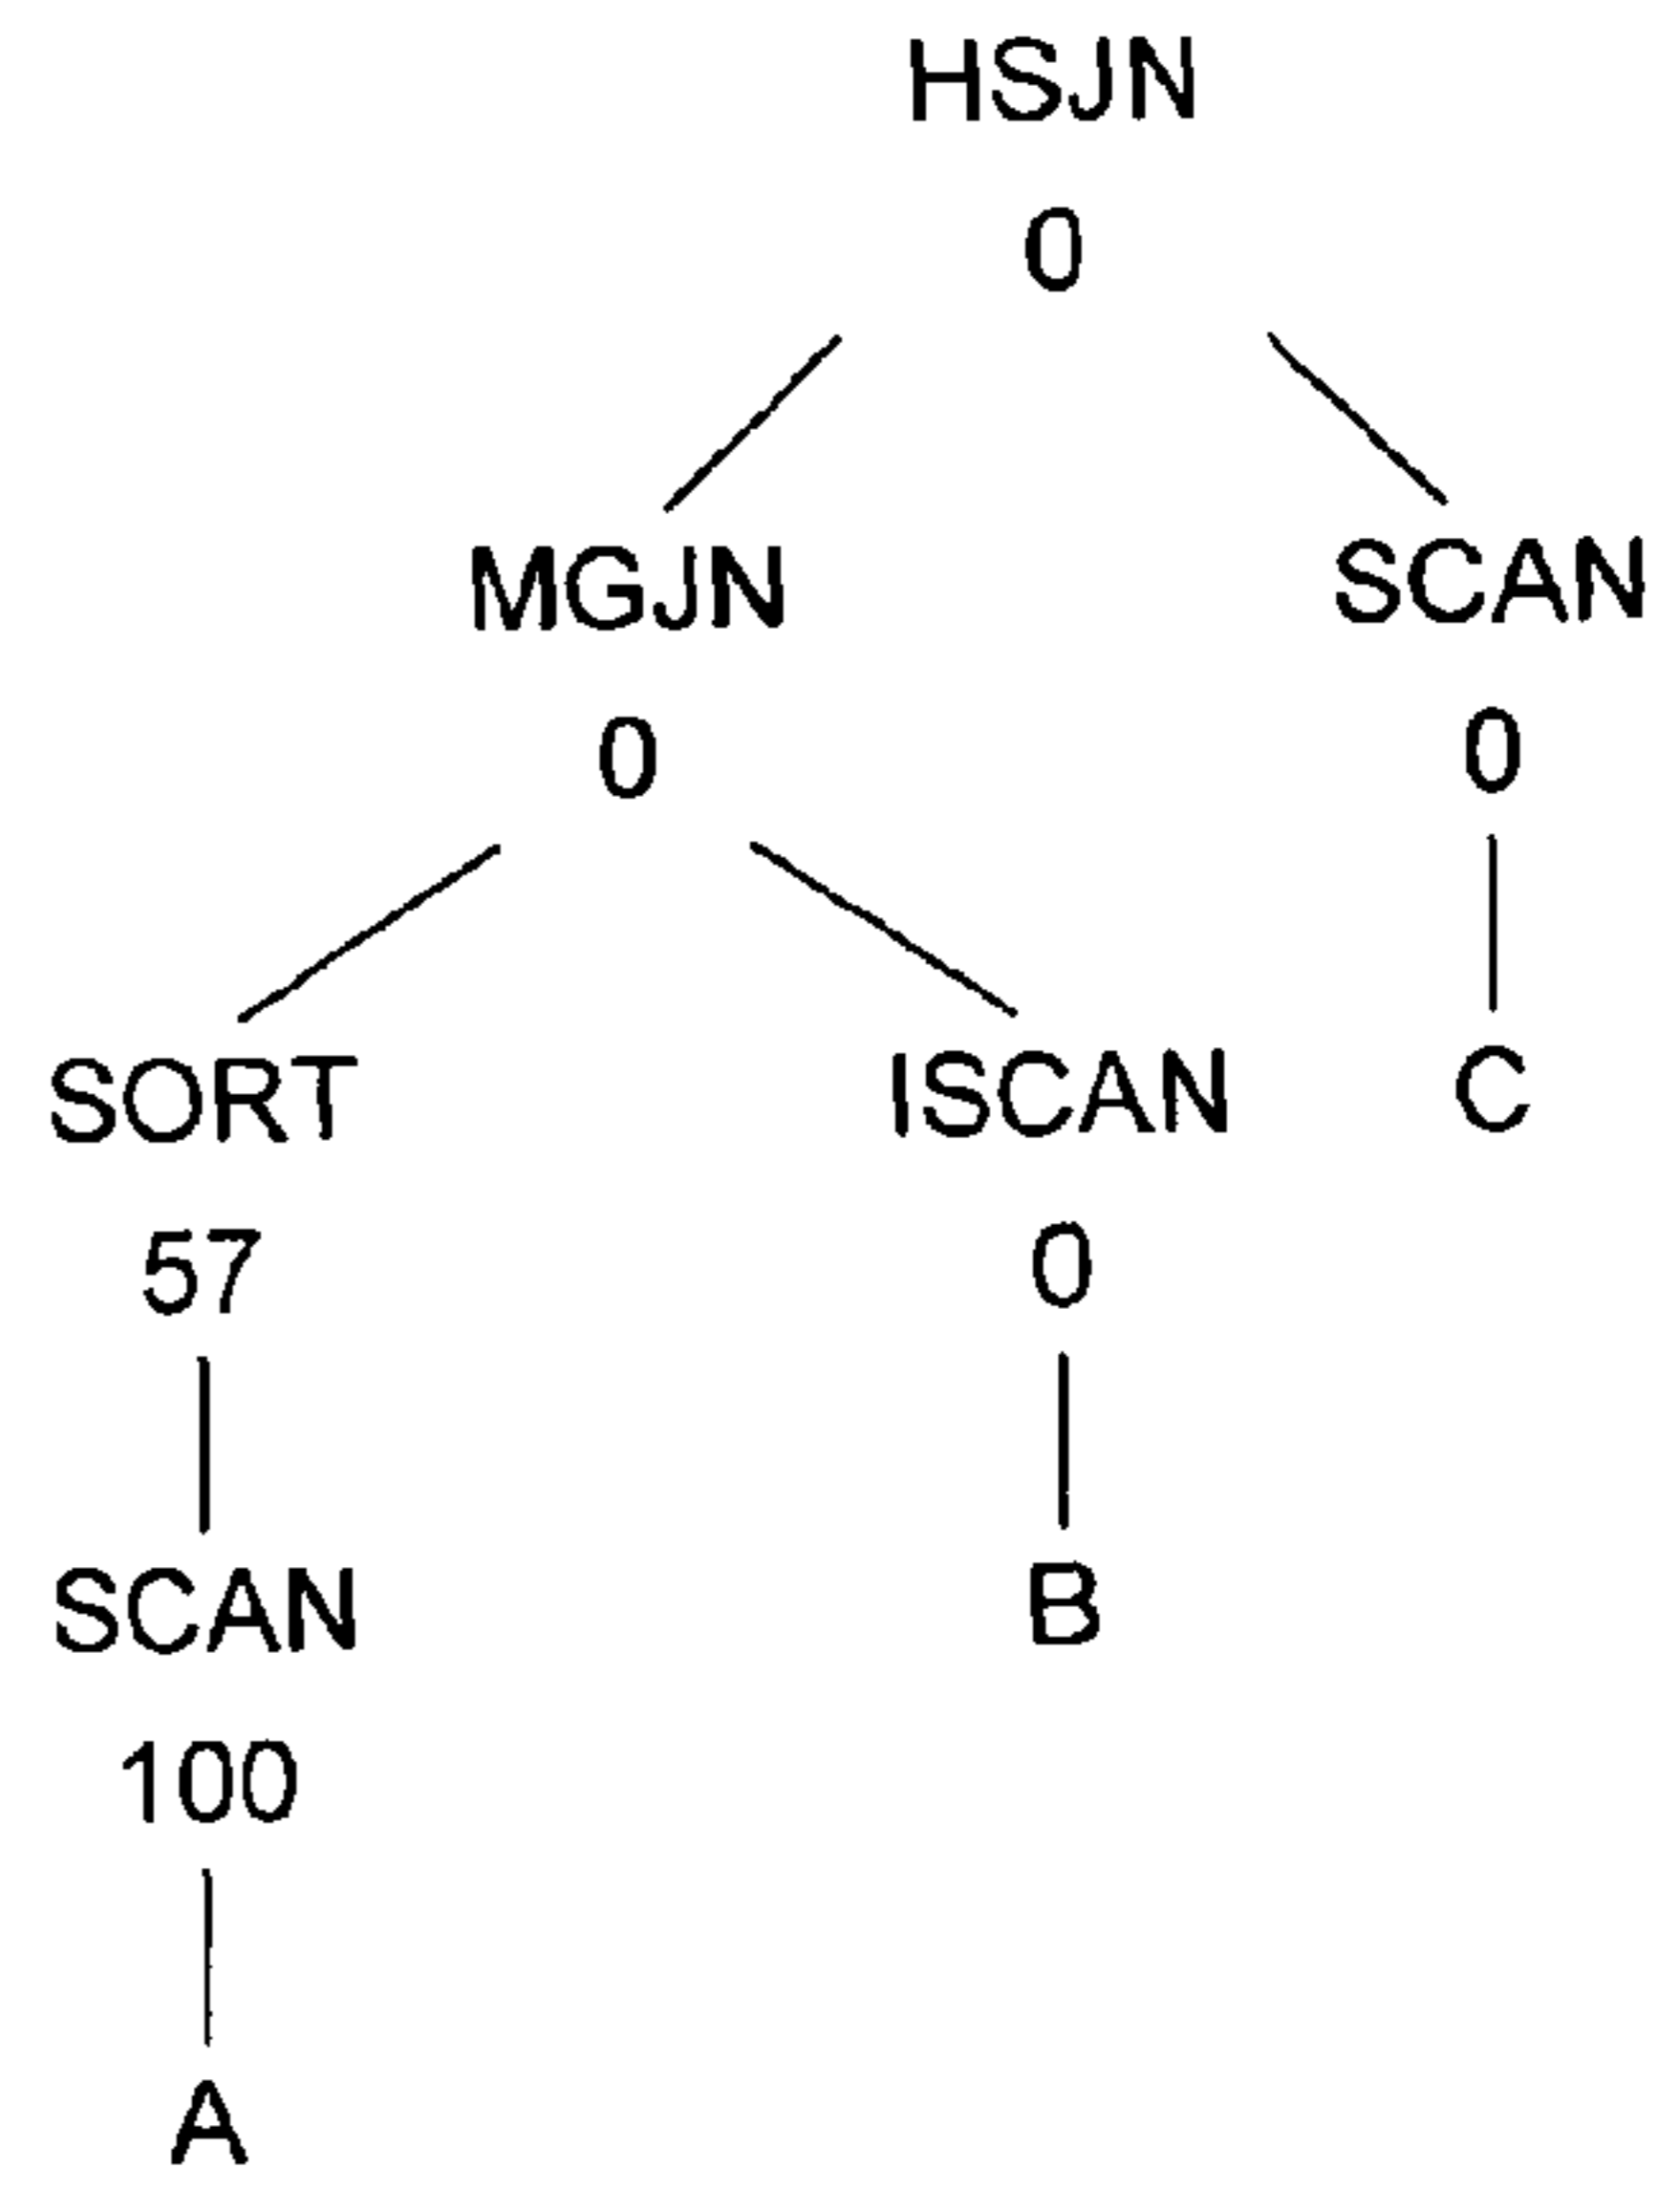 HSJN
0
MGJN SCAN
0 0
SORT ISCAN C
57 0
SCAN B
100
A